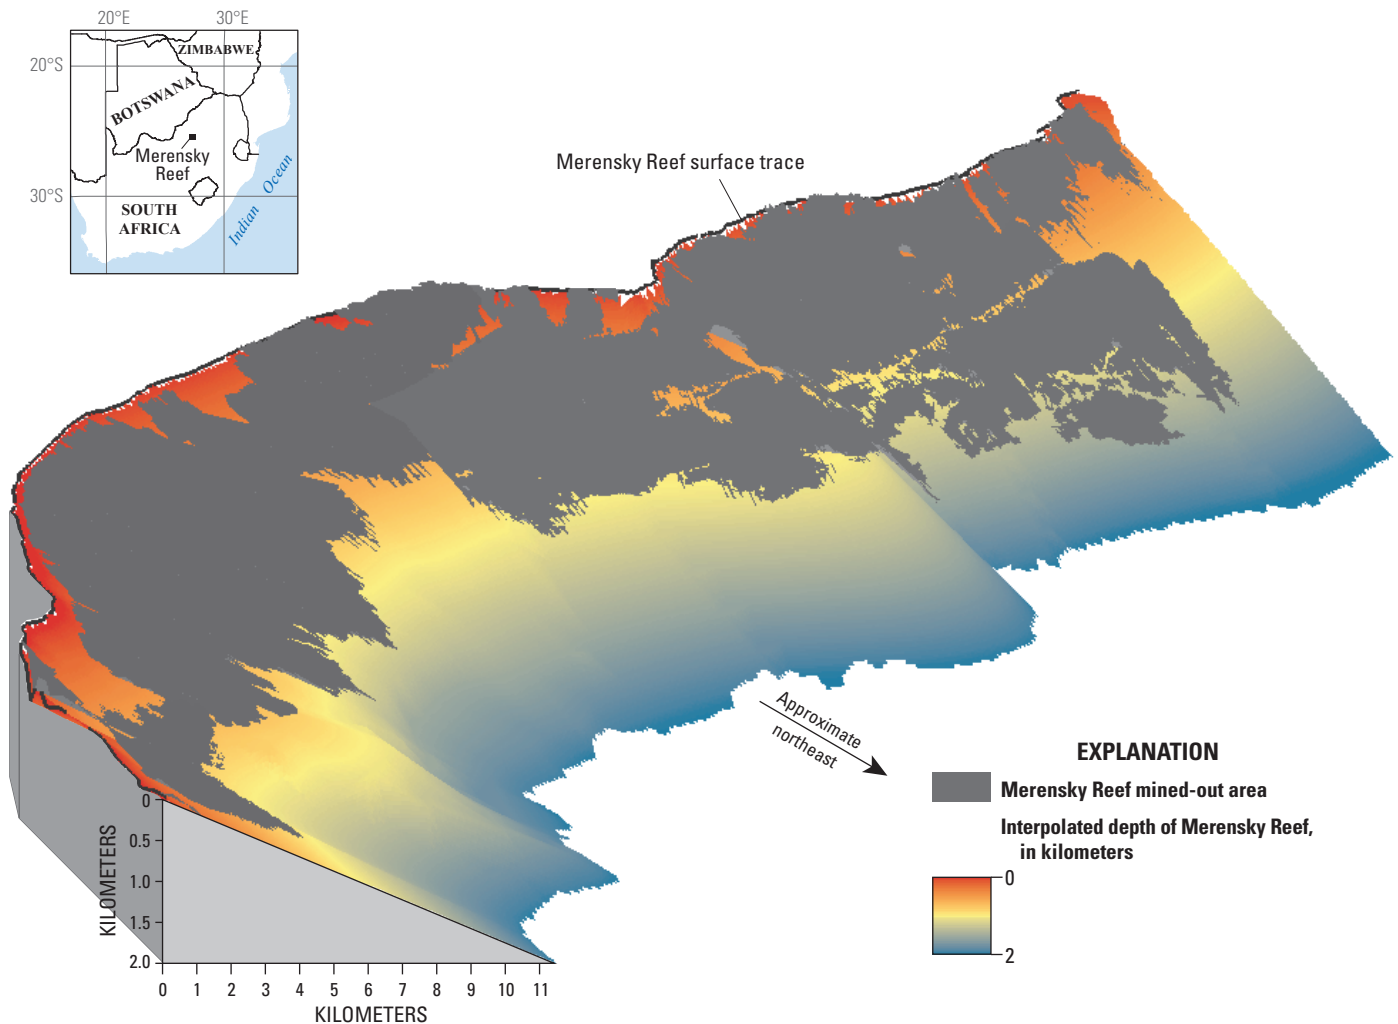 20°E
30°E
20°S
30°S
ZIMBABWE
BOTSWANA
Merensky
Reef
SOUTH
AFRICA
Indian Ocean
Merensky Reef surface trace
Approximate
northeast
EXPLANATION
Merensky Reef mined-out area
Interpolated depth of Merensky Reef,
in kilometers
0
2
KILOMETERS
0
0.5
1.0
1.5
2.0
0 1 2 3 4 5 6 7 8 9 10 11
KILOMETERS